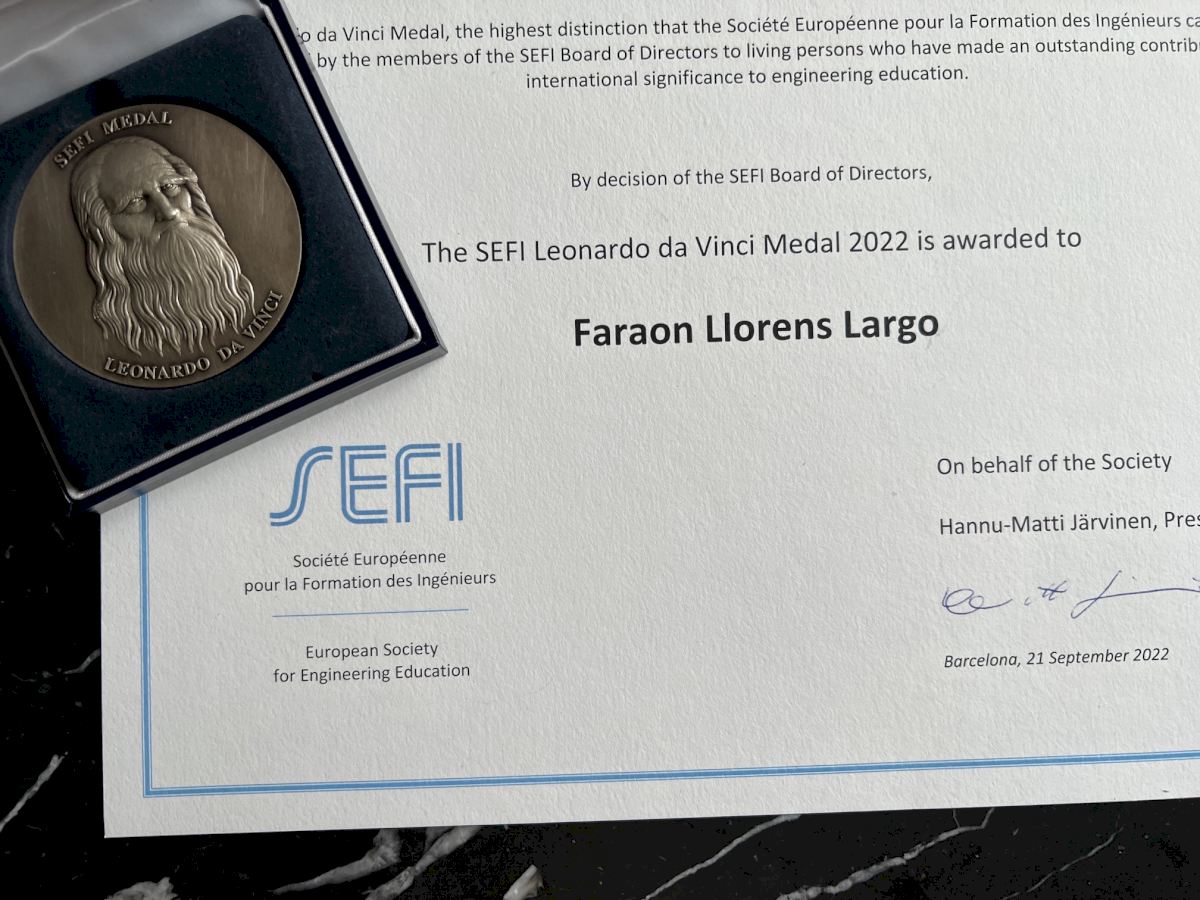 da Vinci Medal, the highest distinction that the Société Européenne pour la Formation des Ingénieurs
by the members of the SEFI Board of Directors to living persons who have made an outstanding
international significance to engineering education.
By decision of the SEFI Board of Directors,
The SEFI Leonardo da Vinci Medal 2022 is awarded to
Faraon Llorens Largo
SEFI MEDAL
LEONARDO DA VINCI
SEFI
Société Européenne
pour la Formation des Ingénieurs
European Society
for Engineering Education
On behalf of the Society
Hannu-Matti Järvinen,
Barcelona, 21 September 2022